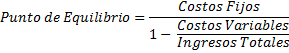 Punto de Equilibrio = Costos Fijos / (1 − Costos Variables / Ingresos Totales)